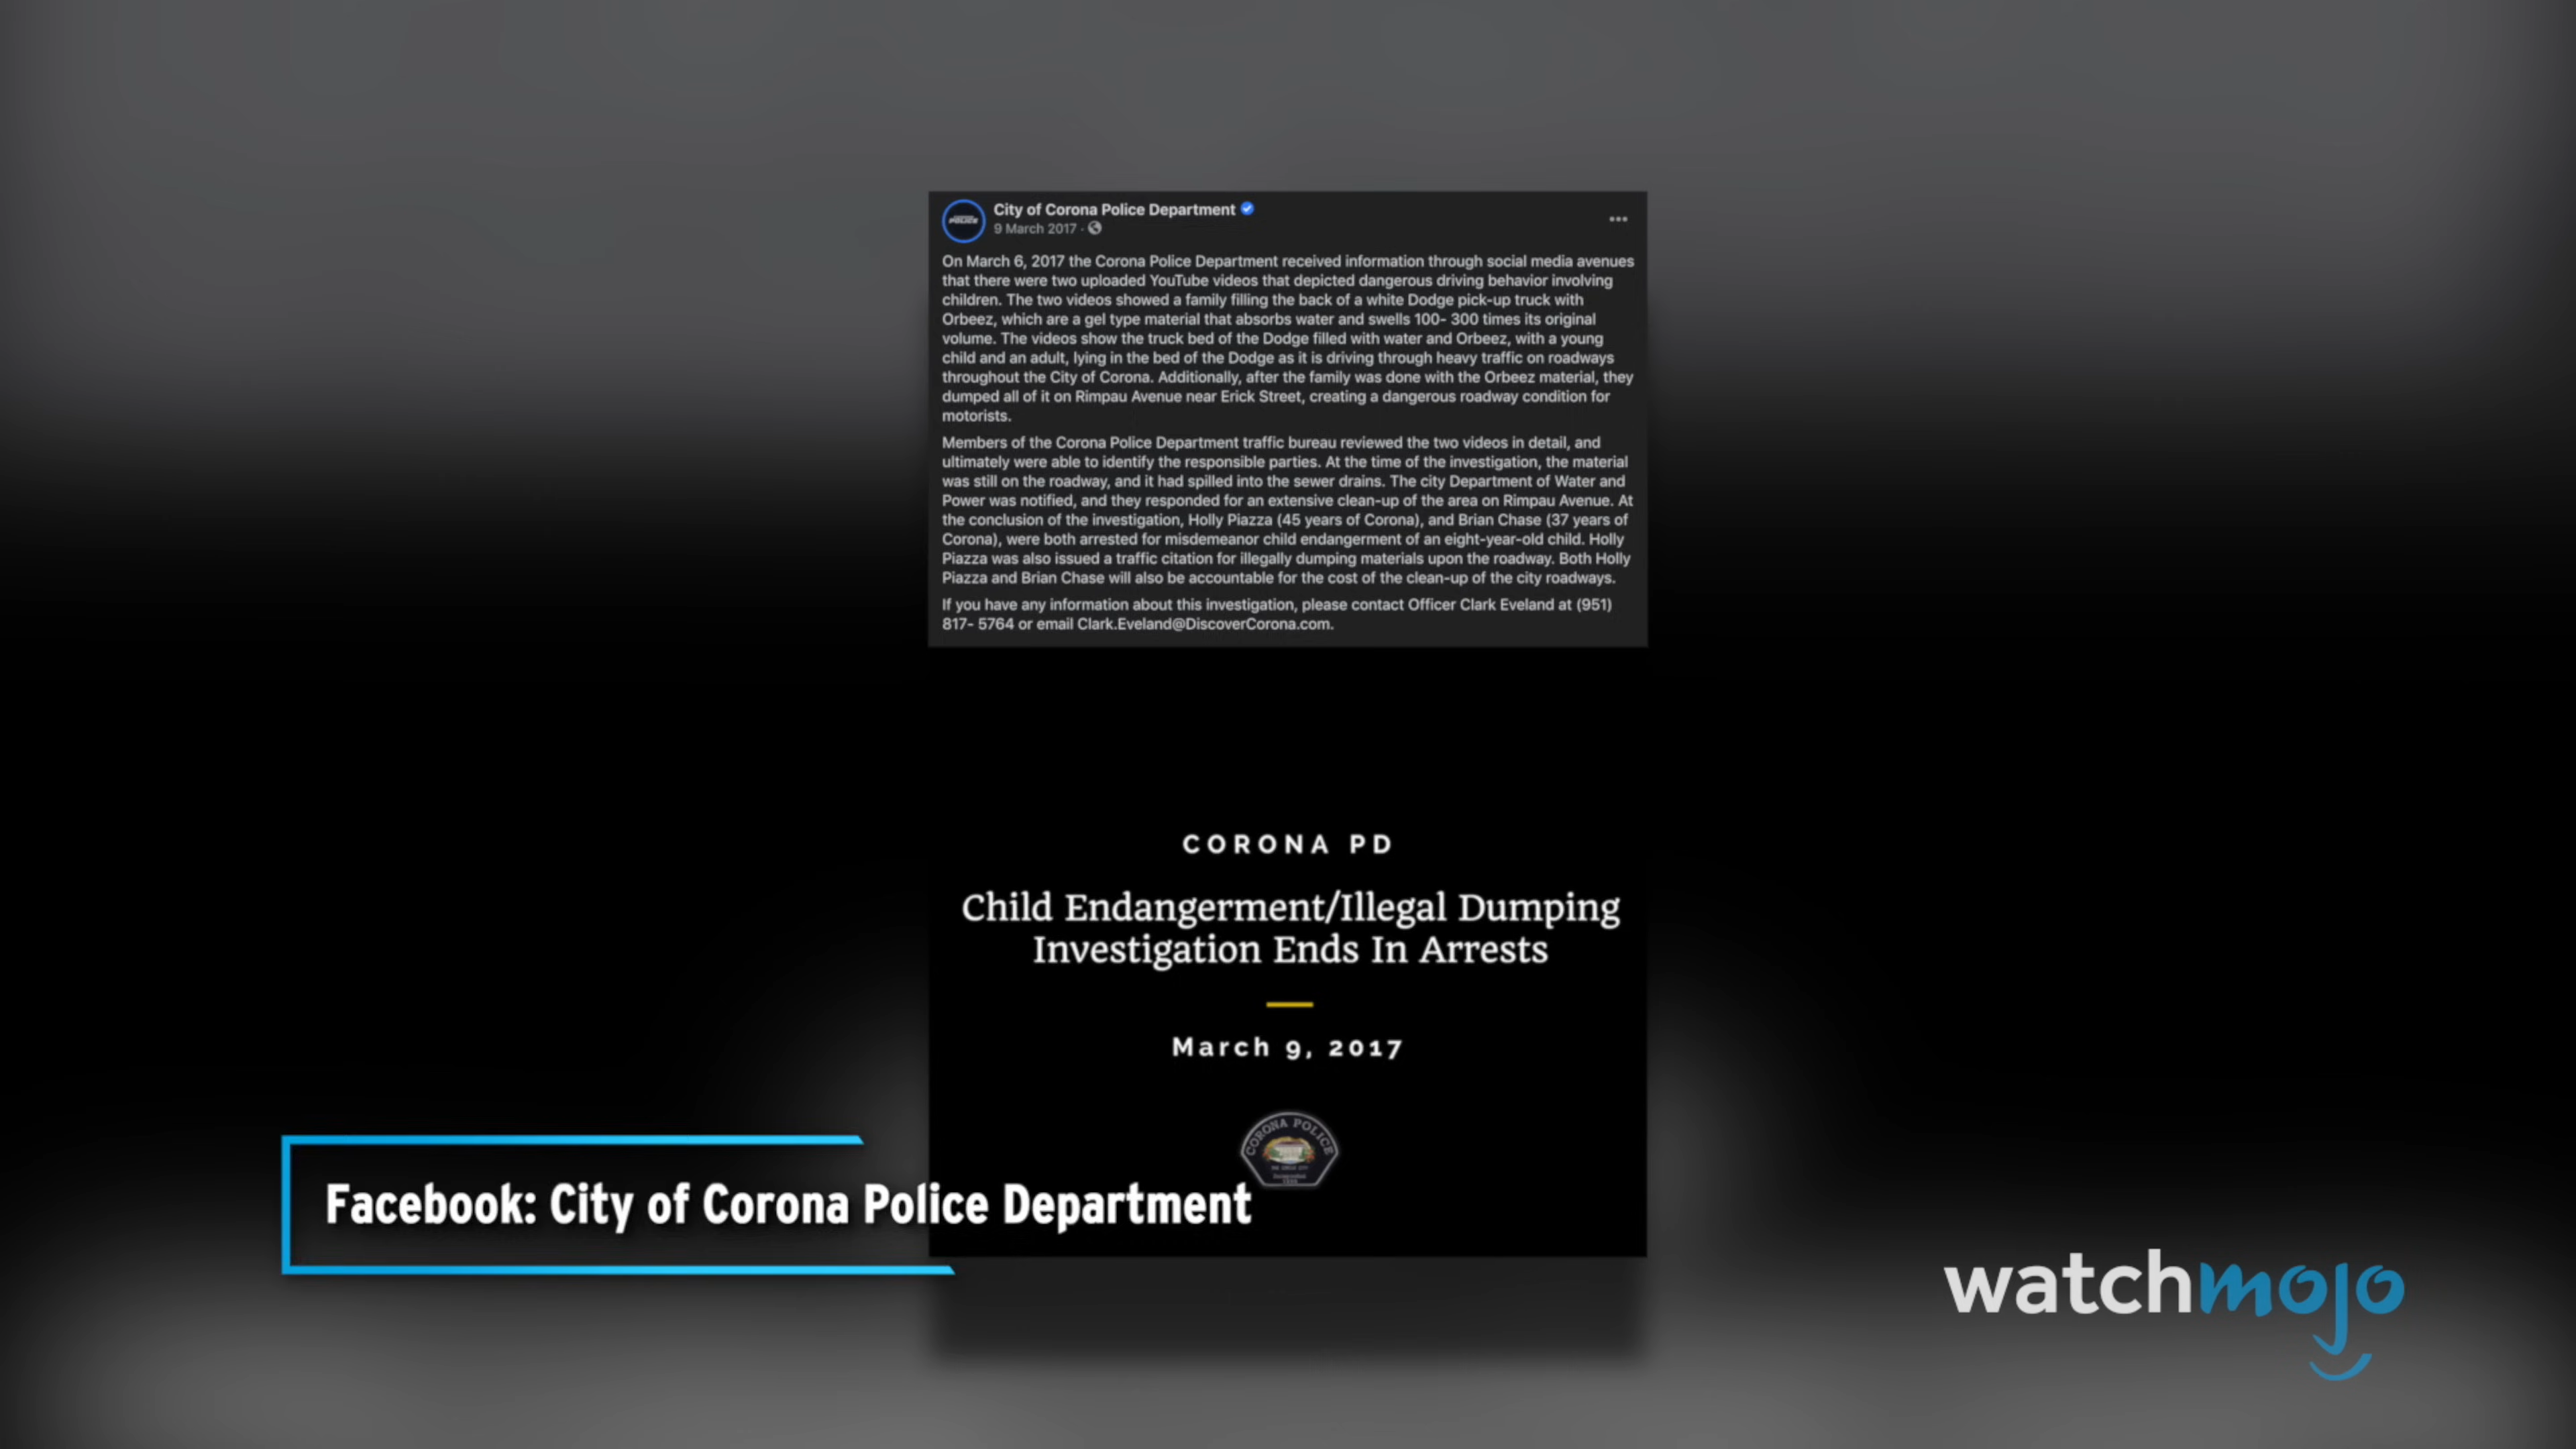 City of Corona Police Department
9 March 2017 ·
On March 6, 2017 the Corona Police Department received information through social media avenues
that there were two uploaded YouTube videos that depicted dangerous driving behavior involving
children. The two videos showed a family filling the back of a white Dodge pick-up truck with
Orbeez, which are a gel type material that absorbs water and swells 100- 300 times its original
volume. The videos show the truck bed of the Dodge filled with water and Orbeez, with a young
child and an adult, lying in the bed of the Dodge as it is driving through heavy traffic on roadways
throughout the City of Corona. Additionally, after the family was done with the Orbeez material, they
dumped all of it on Rimpau Avenue near Erick Street, creating a dangerous roadway condition for
motorists.
Members of the Corona Police Department traffic bureau reviewed the two videos in detail, and
ultimately were able to identify the responsible parties. At the time of the investigation, the material
was still on the roadway, and it had spilled into the sewer drains. The city Department of Water and
Power was notified, and they responded for an extensive clean-up of the area on Rimpau Avenue. At
the conclusion of the investigation, Holly Piazza (45 years of Corona), and Brian Chase (37 years of
Corona), were both arrested for misdemeanor child endangerment of an eight-year-old child. Holly
Piazza was also issued a traffic citation for illegally dumping materials upon the roadway. Both Holly
Piazza and Brian Chase will also be accountable for the cost of the clean-up of the city roadways.
If you have any information about this investigation, please contact Officer Clark Eveland at (951)
817- 5764 or email Clark.Eveland@DiscoverCorona.com.
CORONA PD
Child Endangerment/Illegal Dumping
Investigation Ends In Arrests
March 9, 2017
CORONA POLICE
Facebook: City of Corona Police Department
watchmojo